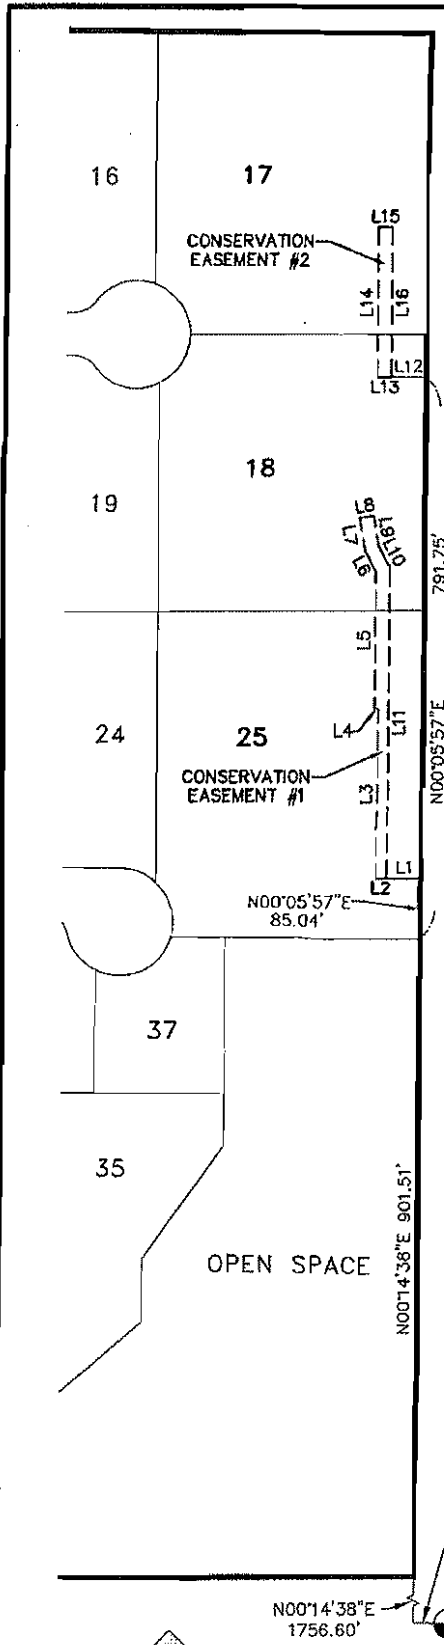 16
17
L15
CONSERVATION
EASEMENT #2
L14
L16
L12
L13
18
L8
L7
L9
L10
L6
19
791.75'
L5
24
25
L4
L11
N00°05'57"E
CONSERVATION
EASEMENT #1
L3
L1
L2
N00°05'57"E
85.04'
37
35
N00°14'38"E 901.51'
OPEN SPACE
N00°14'38"E
1756.60'